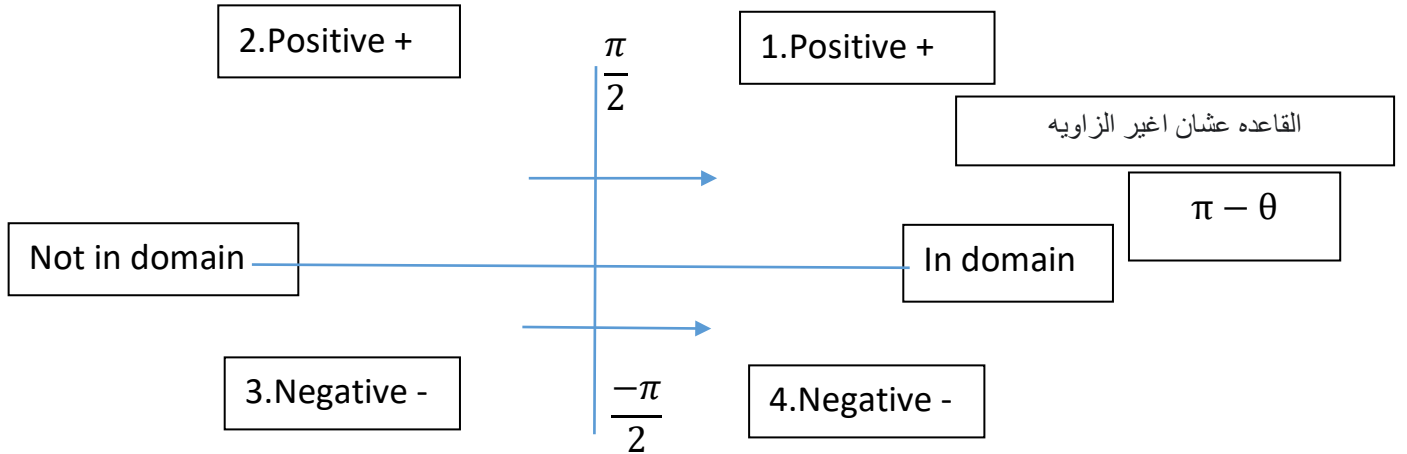 2.Positive +
π/2
1.Positive +
القاعده عشان اغير الزاويه
π − θ
Not in domain
In domain
3.Negative -
−π/2
4.Negative -